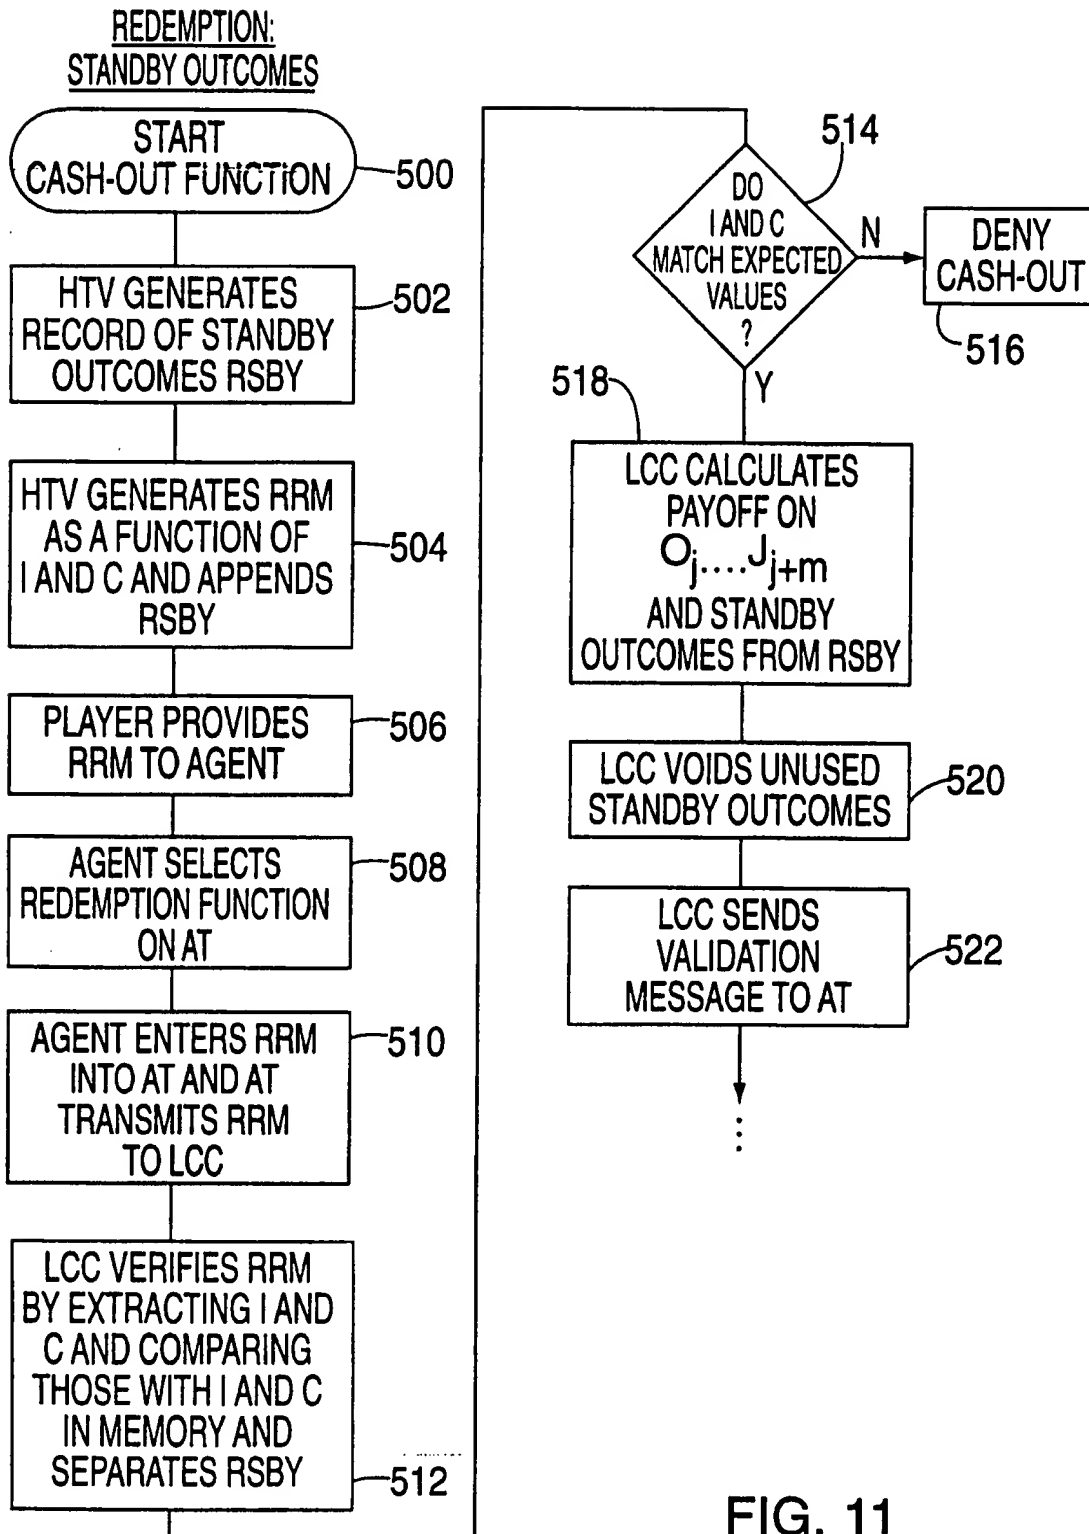 REDEMPTION:
STANDBY OUTCOMES
START
CASH-OUT FUNCTION
500
HTV GENERATES
RECORD OF STANDBY
OUTCOMES RSBY
502
HTV GENERATES RRM
AS A FUNCTION OF
I AND C AND APPENDS
RSBY
504
PLAYER PROVIDES
RRM TO AGENT
506
AGENT SELECTS
REDEMPTION FUNCTION
ON AT
508
AGENT ENTERS RRM
INTO AT AND AT
TRANSMITS RRM
TO LCC
510
LCC VERIFIES RRM
BY EXTRACTING I AND
C AND COMPARING
THOSE WITH I AND C
IN MEMORY AND
SEPARATES RSBY
512
DO
I AND C
MATCH EXPECTED
VALUES
?
514
N
DENY
CASH-OUT
516
Y
518
LCC CALCULATES
PAYOFF ON
Oj....Jj+m
AND STANDBY
OUTCOMES FROM RSBY
LCC VOIDS UNUSED
STANDBY OUTCOMES
520
LCC SENDS
VALIDATION
MESSAGE TO AT
522
FIG. 11